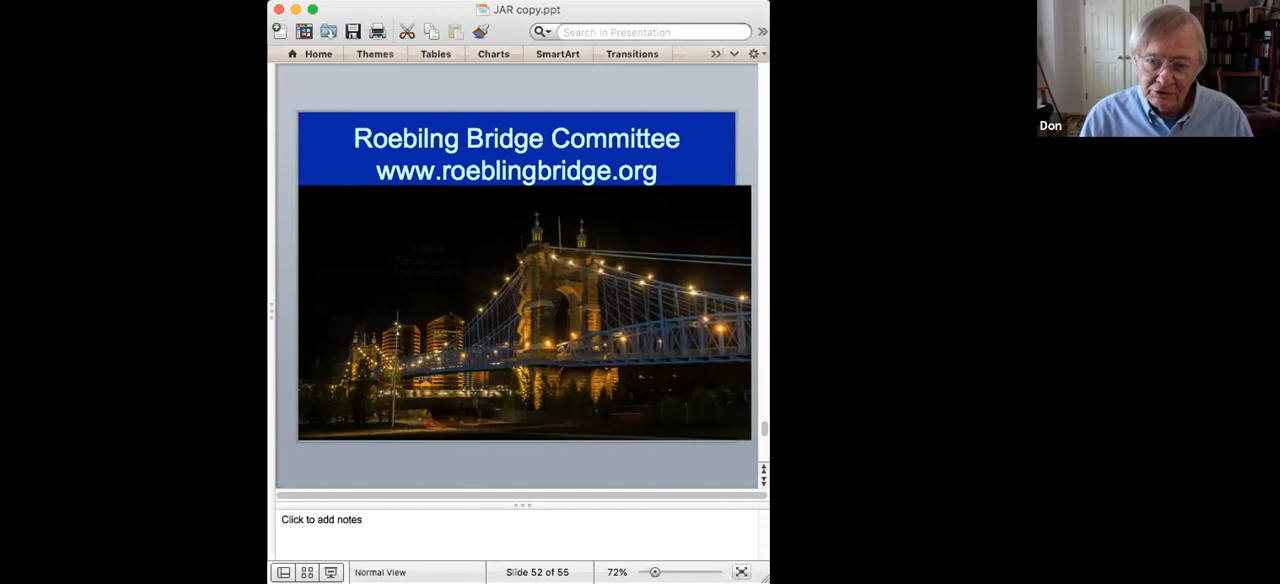 JAR copy.ppt
Search in Presentation
Home
Themes
Tables
Charts
SmartArt
Transitions
Roebilng Bridge Committee
www.roeblingbridge.org
Don
Click to add notes
Normal View
Slide 52 of 55
72%